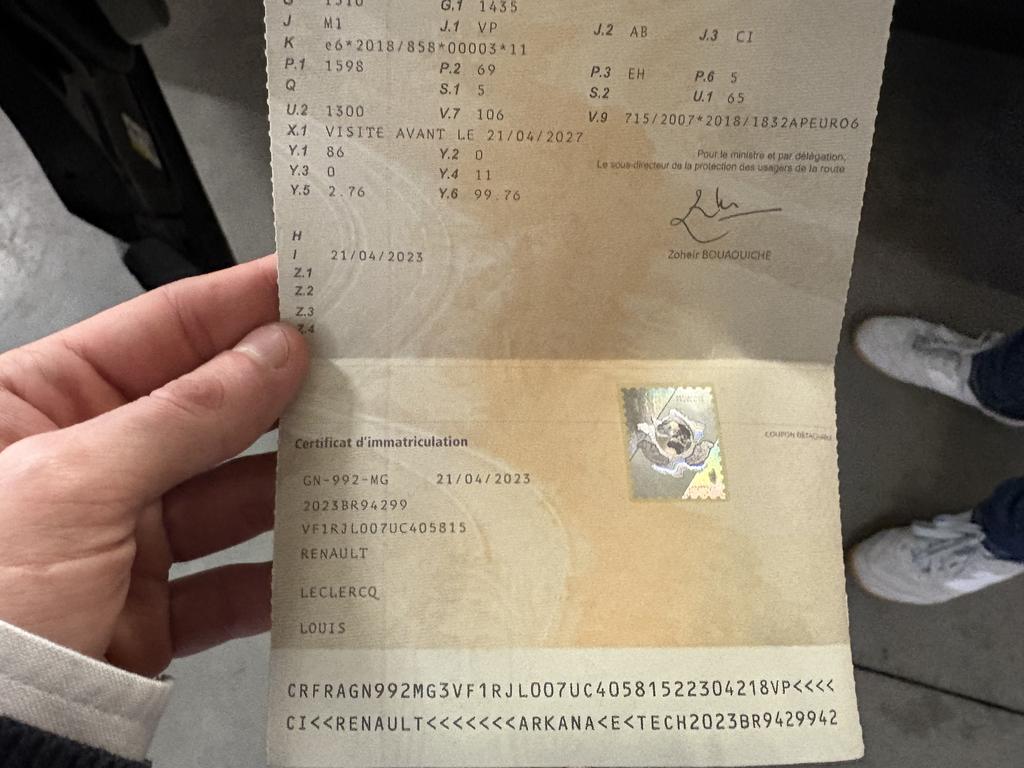 G 1310 G.1 1435
J M1 J.1 VP J.2 AB J.3 CI
K e6*2018/858*00003*11
P.1 1598 P.2 69 P.3 EH P.6 5
Q S.1 5 S.2 U.1 65
U.2 1300 V.7 106 V.9 715/2007*2018/1832APEURO6
X.1 VISITE AVANT LE 21/04/2027
Y.1 86 Y.2 0
Y.3 0 Y.4 11
Y.5 2.76 Y.6 99.76
Pour le ministre et par délégation,
Le sous-directeur de la protection des usagers de la route
Zoheir BOUAOUICHE
H
I 21/04/2023
Z.1
Z.2
Z.3
Z.4
COUPON DÉTACHABLE
Certificat d'immatriculation
GN-992-MG 21/04/2023
2023BR94299
VF1RJL007UC405815
RENAULT
LECLERCQ
LOUIS
CRFRAGN992MG3VF1RJL007UC40581522304218VP<<<<
CI<<RENAULT<<<<<<<ARKANA<E<TECH2023BR9429942